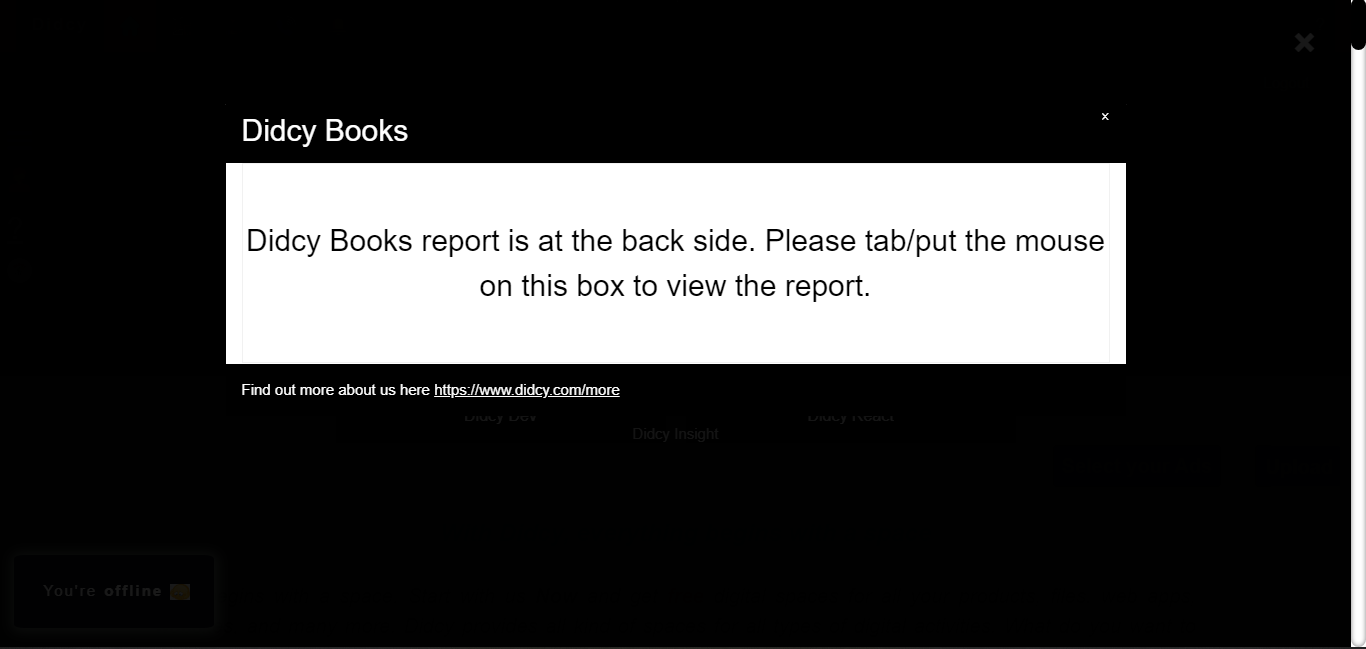 Didcy Books
×
Didcy Books report is at the back side. Please tab/put the mouse
on this box to view the report.
Find out more about us here https://www.didcy.com/more
Didcy Dev
Didcy React
Didcy Insight
You're offline